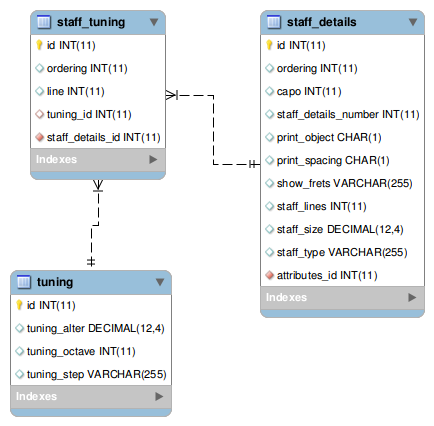 staff_tuning
id INT(11)
ordering INT(11)
line INT(11)
tuning_id INT(11)
staff_details_id INT(11)
Indexes
staff_details
id INT(11)
ordering INT(11)
capo INT(11)
staff_details_number INT(11)
print_object CHAR(1)
print_spacing CHAR(1)
show_frets VARCHAR(255)
staff_lines INT(11)
staff_size DECIMAL(12,4)
staff_type VARCHAR(255)
attributes_id INT(11)
Indexes
tuning
id INT(11)
tuning_alter DECIMAL(12,4)
tuning_octave INT(11)
tuning_step VARCHAR(255)
Indexes